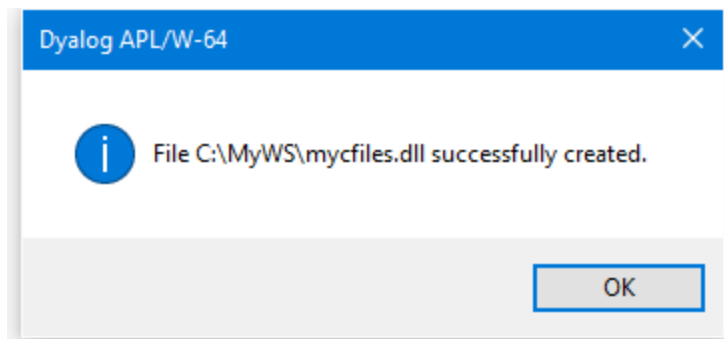 Dyalog APL/W-64
File C:\MyWS\mycfiles.dll successfully created.
OK